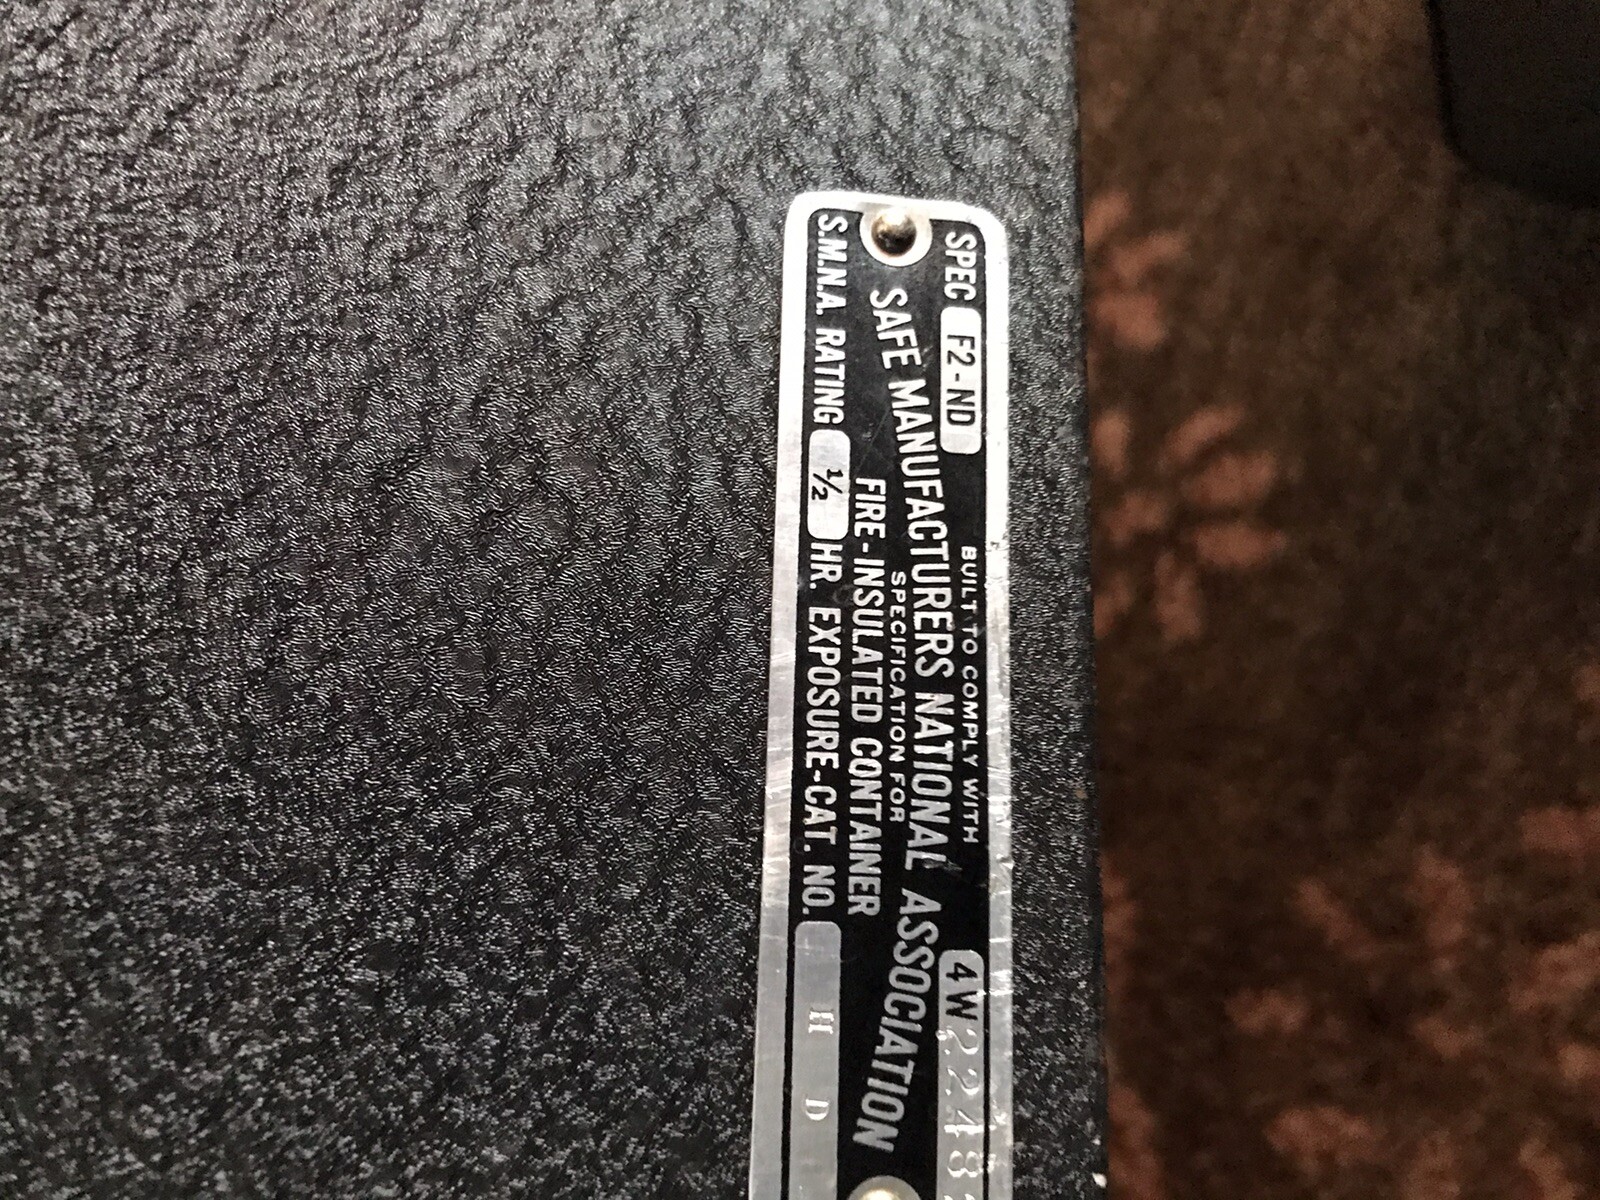 SPEC F2-ND BUILT TO COMPLY WITH 4W2248
SAFE MANUFACTURERS NATIONAL ASSOCIATION
SPECIFICATION FOR
FIRE-INSULATED CONTAINER
S.M.N.A. RATING ½ HR. EXPOSURE-CAT. NO. H D